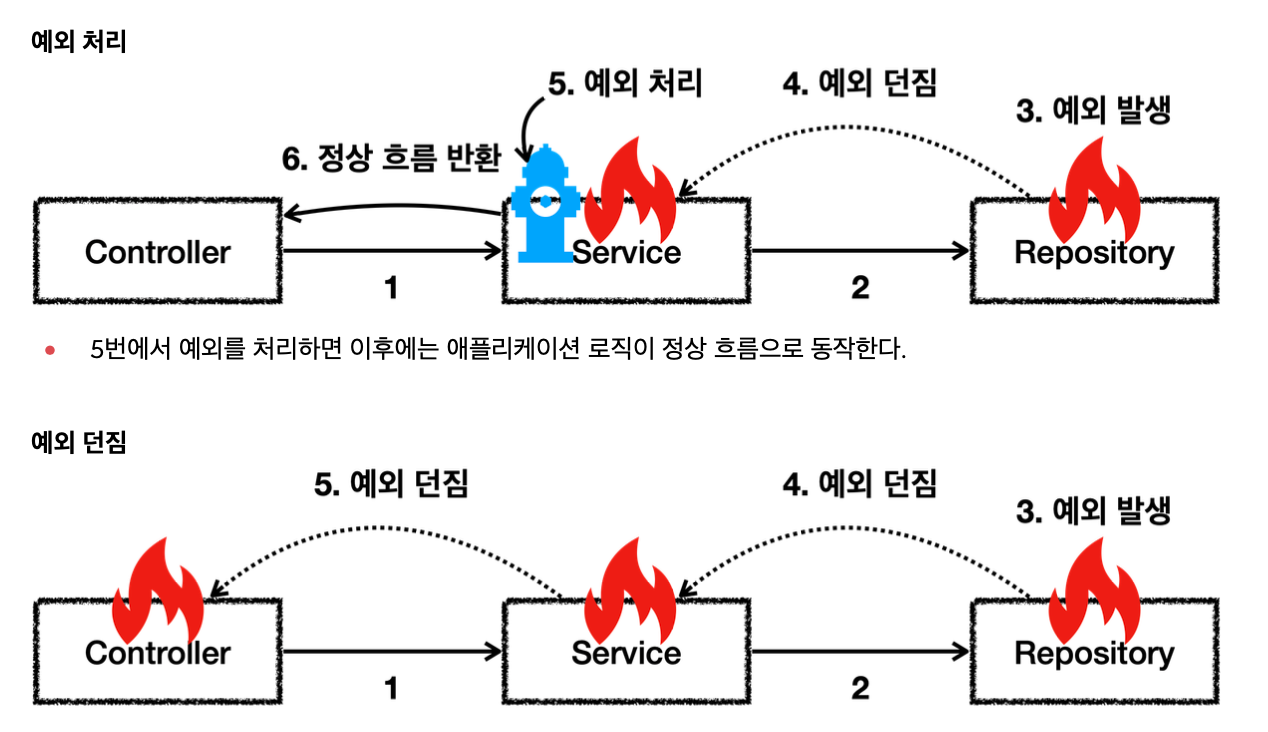 예외 처리
5. 예외 처리
4. 예외 던짐
3. 예외 발생
6. 정상 흐름 반환
Controller
Service
Repository
1
2
5번에서 예외를 처리하면 이후에는 애플리케이션 로직이 정상 흐름으로 동작한다.
예외 던짐
5. 예외 던짐
4. 예외 던짐
3. 예외 발생
Controller
Service
Repository
1
2